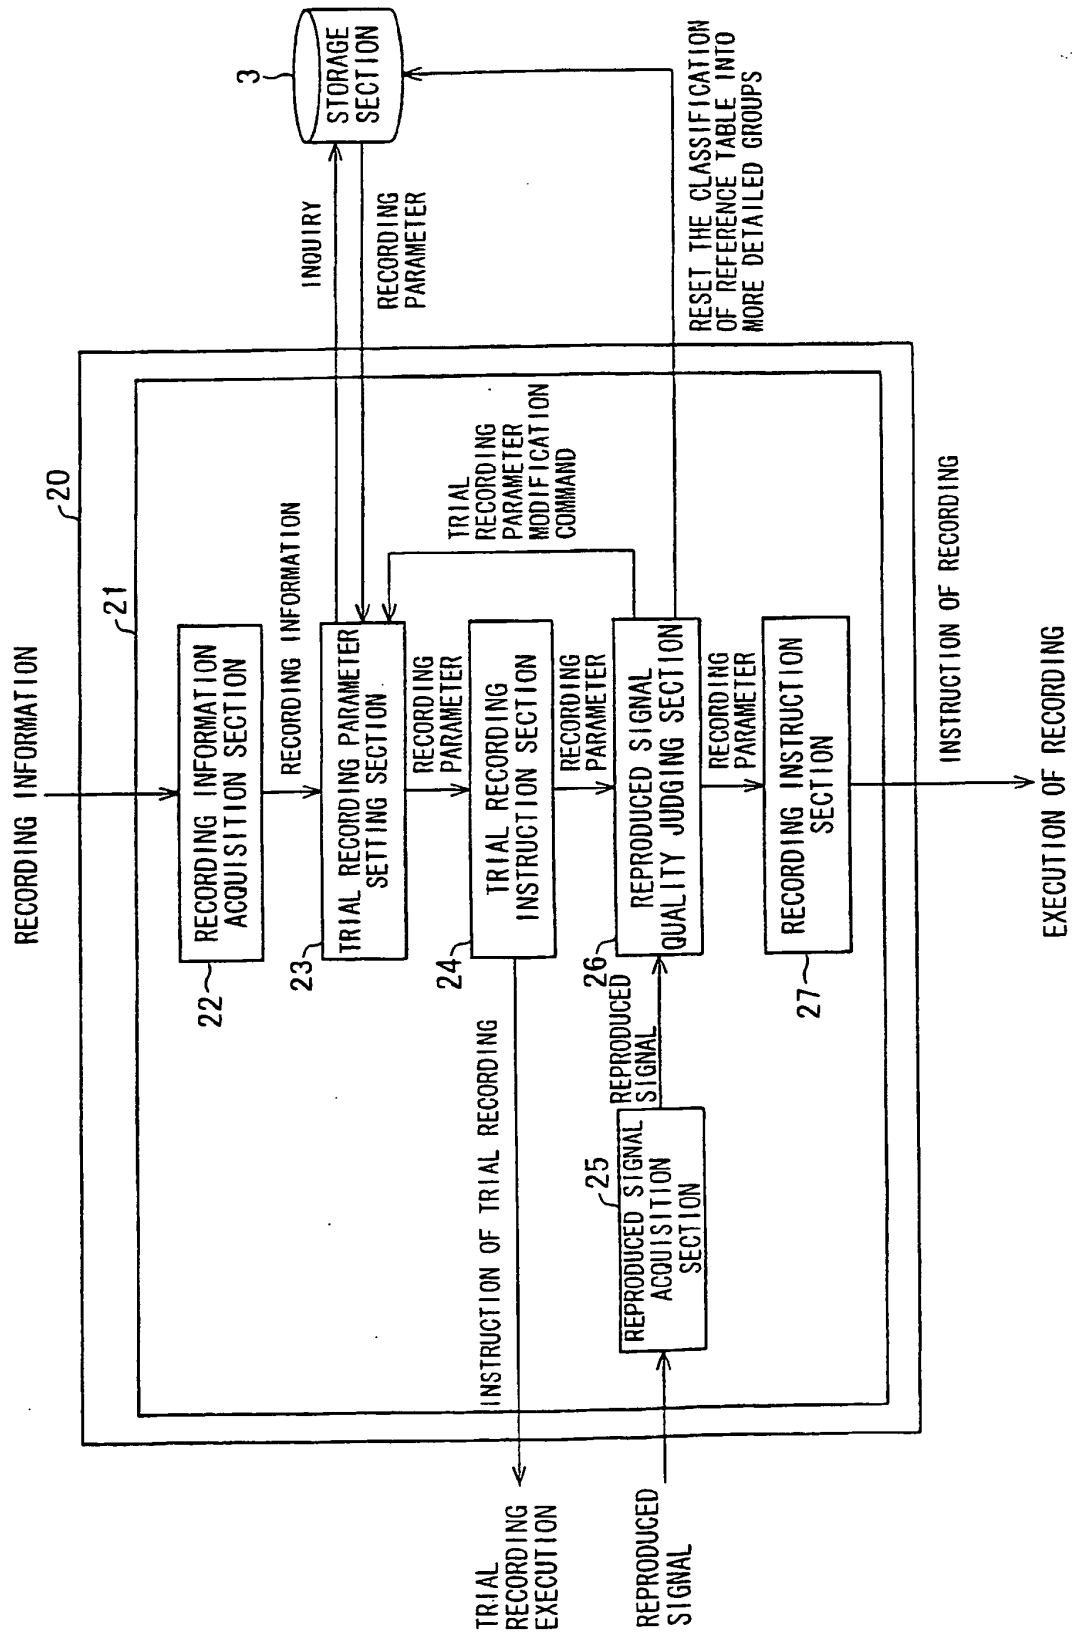 RECORDING INFORMATION
20
21
RECORDING INFORMATION
ACQUISITION SECTION
22
RECORDING INFORMATION
TRIAL RECORDING PARAMETER
SETTING SECTION
23
INQUIRY
RECORDING
PARAMETER
STORAGE
SECTION
3
RECORDING
PARAMETER
TRIAL
RECORDING
PARAMETER
MODIFICATION
COMMAND
TRIAL RECORDING
INSTRUCTION SECTION
24
INSTRUCTION OF TRIAL RECORDING
TRIAL
RECORDING
EXECUTION
RECORDING
PARAMETER
REPRODUCED SIGNAL
QUALITY JUDGING SECTION
26
REPRODUCED
SIGNAL
REPRODUCED SIGNAL
ACQUISITION
SECTION
25
REPRODUCED
SIGNAL
RESET THE CLASSIFICATION
OF REFERENCE TABLE INTO
MORE DETAILED GROUPS
RECORDING
PARAMETER
RECORDING INSTRUCTION
SECTION
27
INSTRUCTION OF RECORDING
EXECUTION OF RECORDING